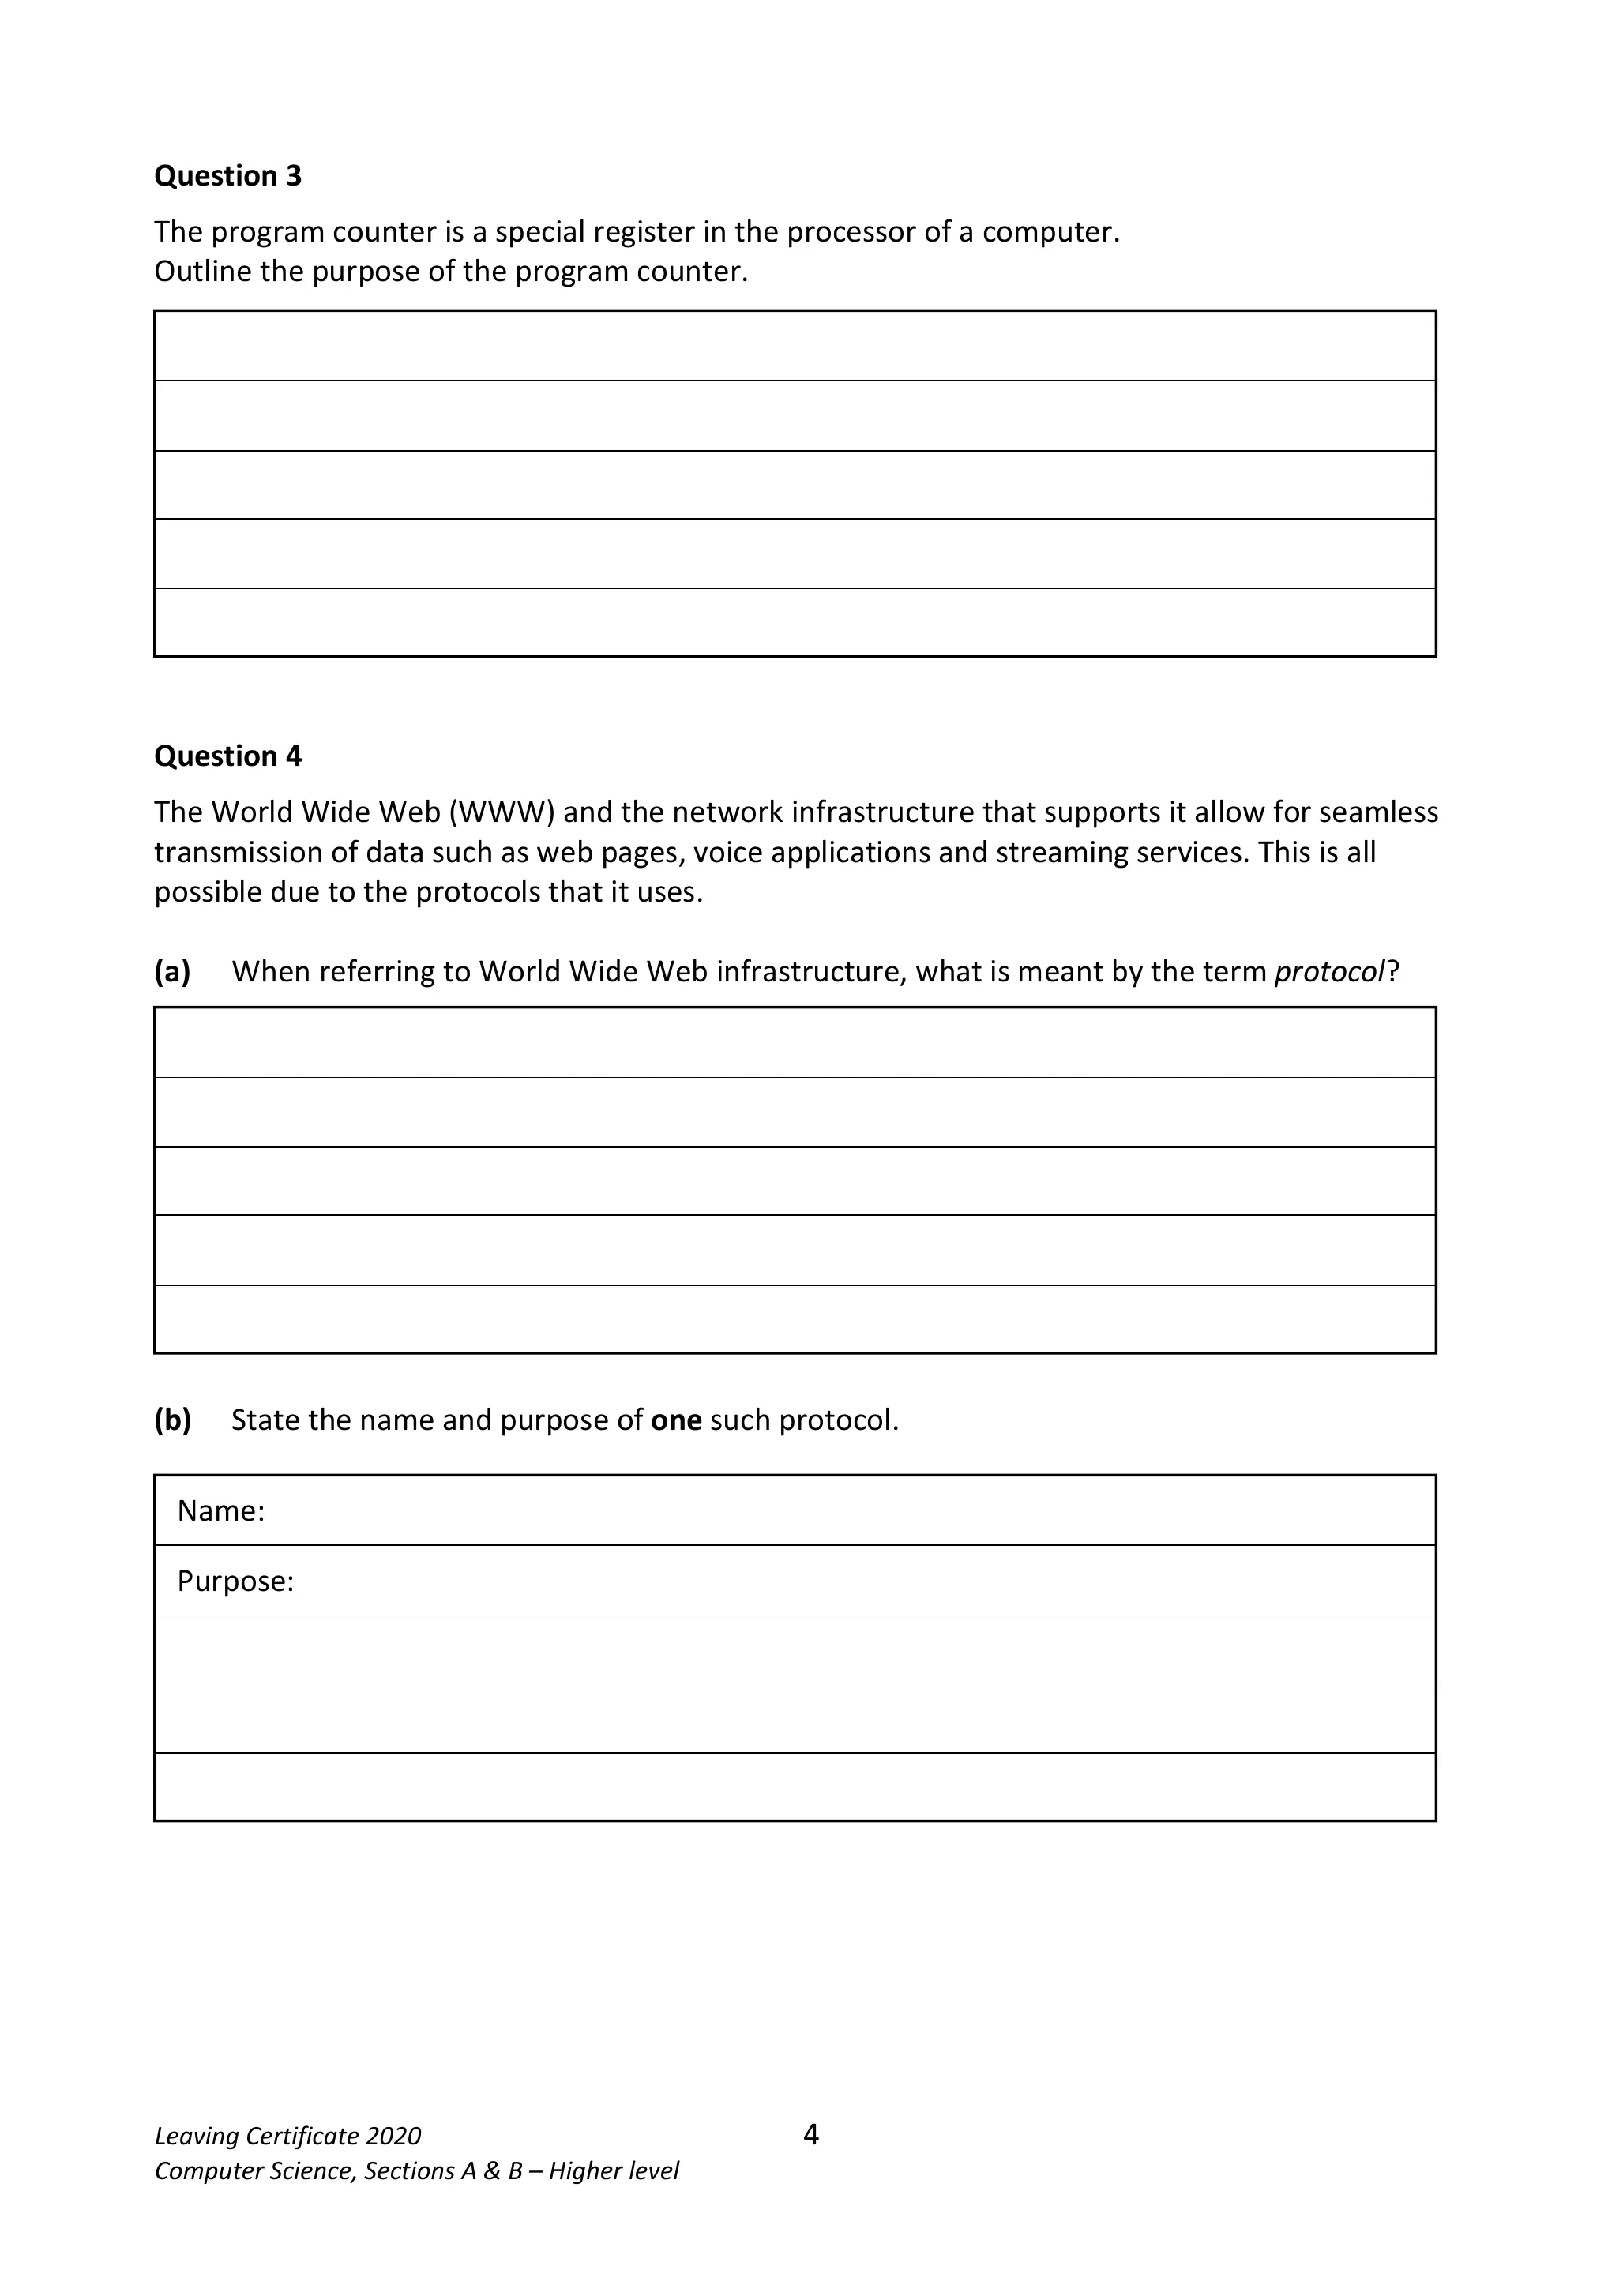 Question 3
The program counter is a special register in the processor of a computer.
Outline the purpose of the program counter.
Question 4
The World Wide Web (WWW) and the network infrastructure that supports it allow for seamless
transmission of data such as web pages, voice applications and streaming services. This is all
possible due to the protocols that it uses.
(a) When referring to World Wide Web infrastructure, what is meant by the term protocol?
(b) State the name and purpose of one such protocol.
Name:
Purpose:
Leaving Certificate 2020 4
Computer Science, Sections A & B – Higher level